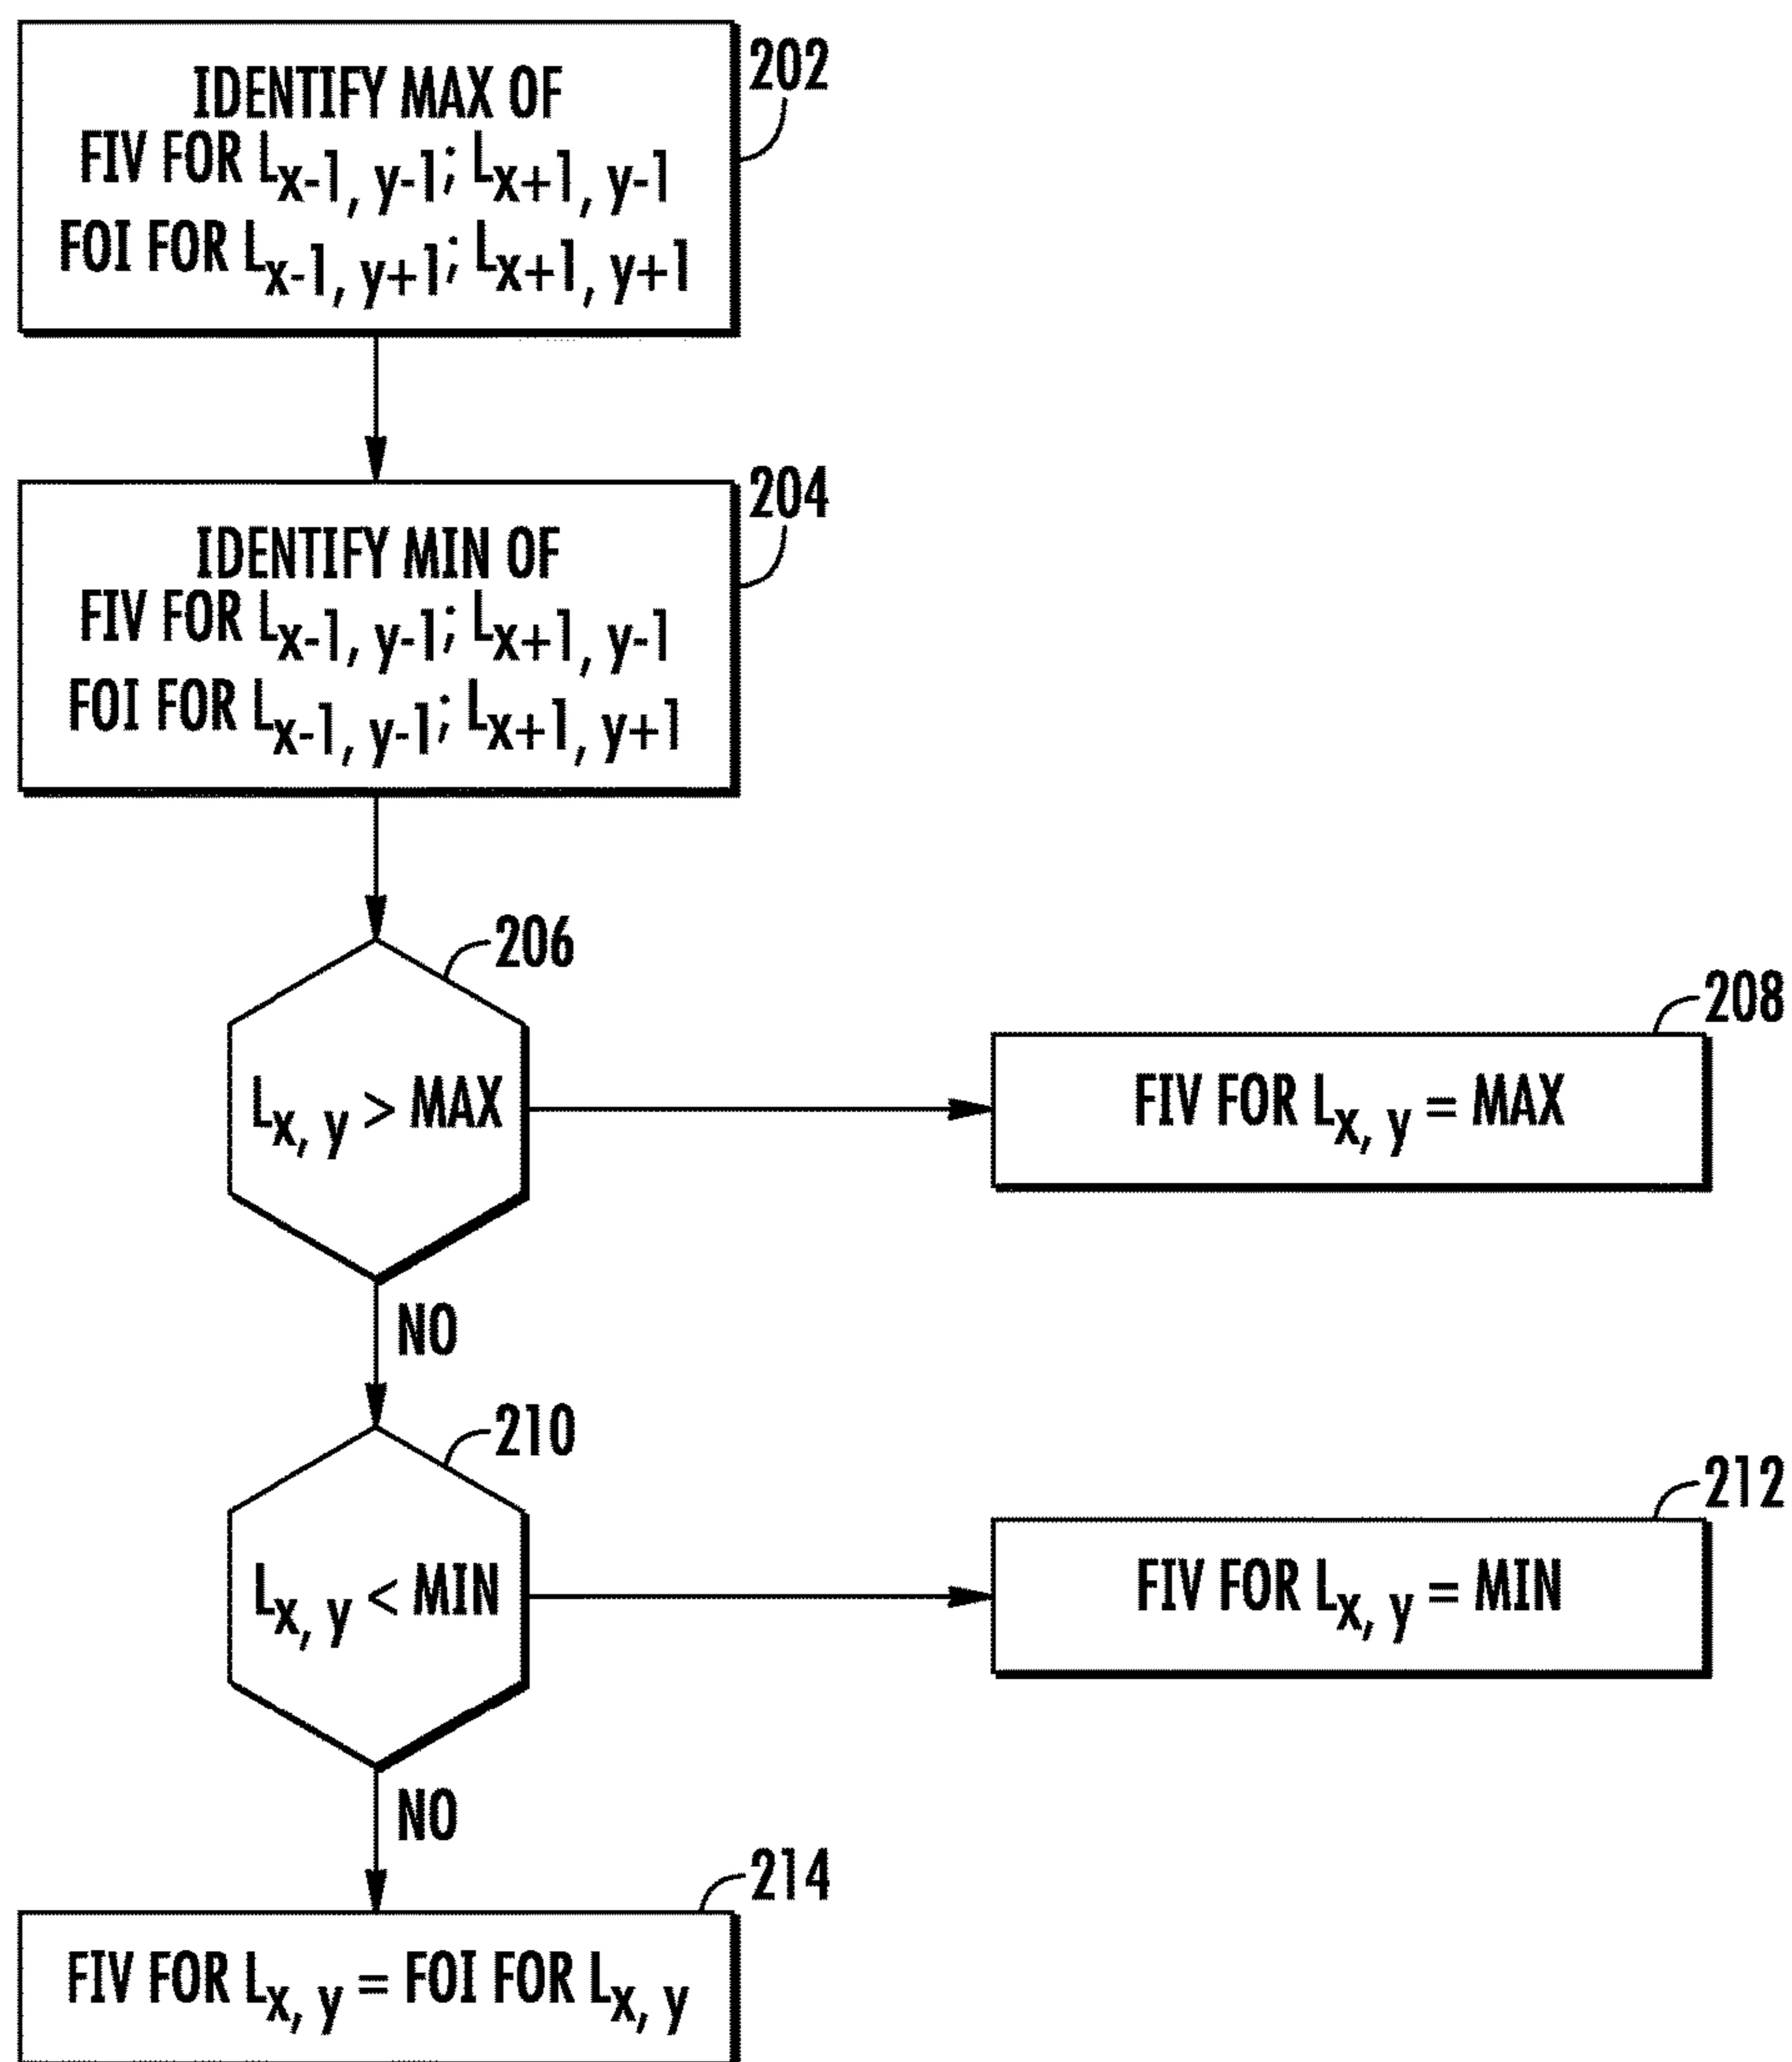 IDENTIFY MAX OF
FIV FOR Lx-1, y-1; Lx+1, y-1
FOI FOR Lx-1, y+1; Lx+1, y+1
202
IDENTIFY MIN OF
FIV FOR Lx-1, y-1; Lx+1, y-1
FOI FOR Lx-1, y-1; Lx+1, y+1
204
206
Lx, y > MAX
208
FIV FOR Lx, y = MAX
NO
210
Lx, y < MIN
212
FIV FOR Lx, y = MIN
NO
214
FIV FOR Lx, y = FOI FOR Lx, y